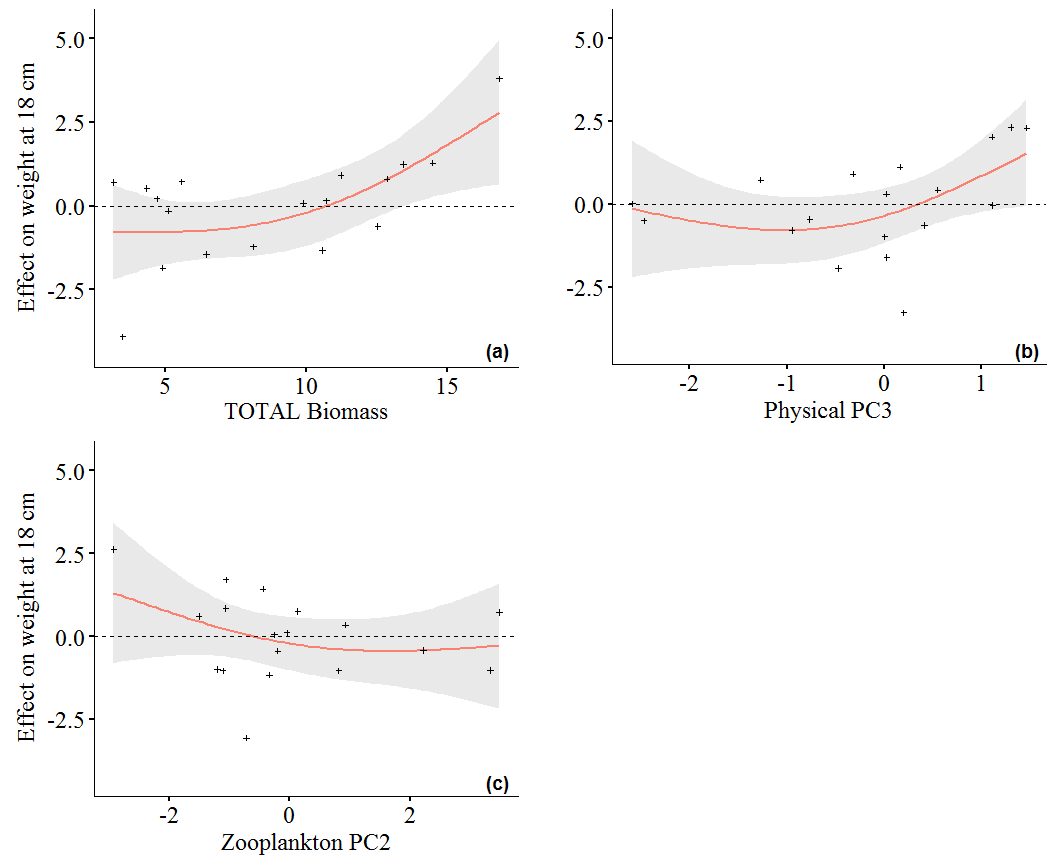 5.0
2.5
0.0
-2.5
Effect on weight at 18 cm
(a)
5 10 15
TOTAL Biomass
5.0
2.5
0.0
-2.5
(b)
-2 -1 0 1
Physical PC3
5.0
2.5
0.0
-2.5
Effect on weight at 18 cm
(c)
-2 0 2
Zooplankton PC2